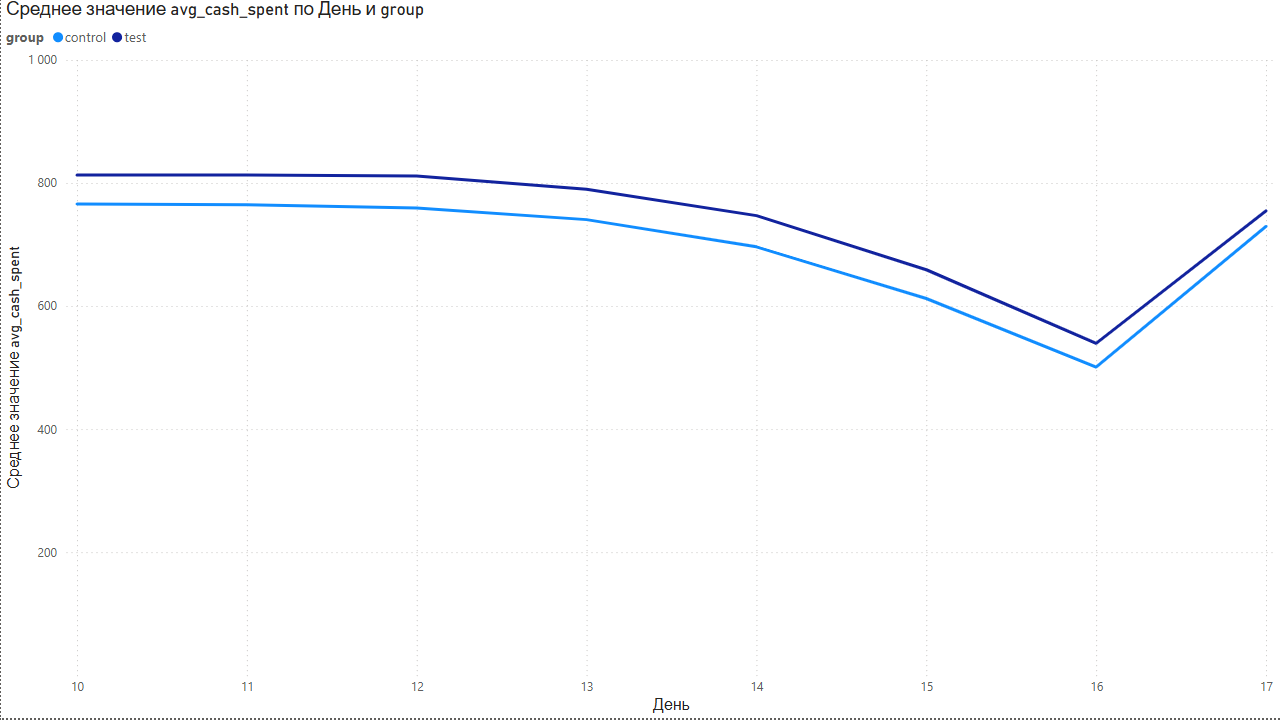 Среднее значение avg_cash_spent по День и group
group control test
1 000
800
600
400
200
Среднее значение avg_cash_spent
10 11 12 13 14 15 16 17
День